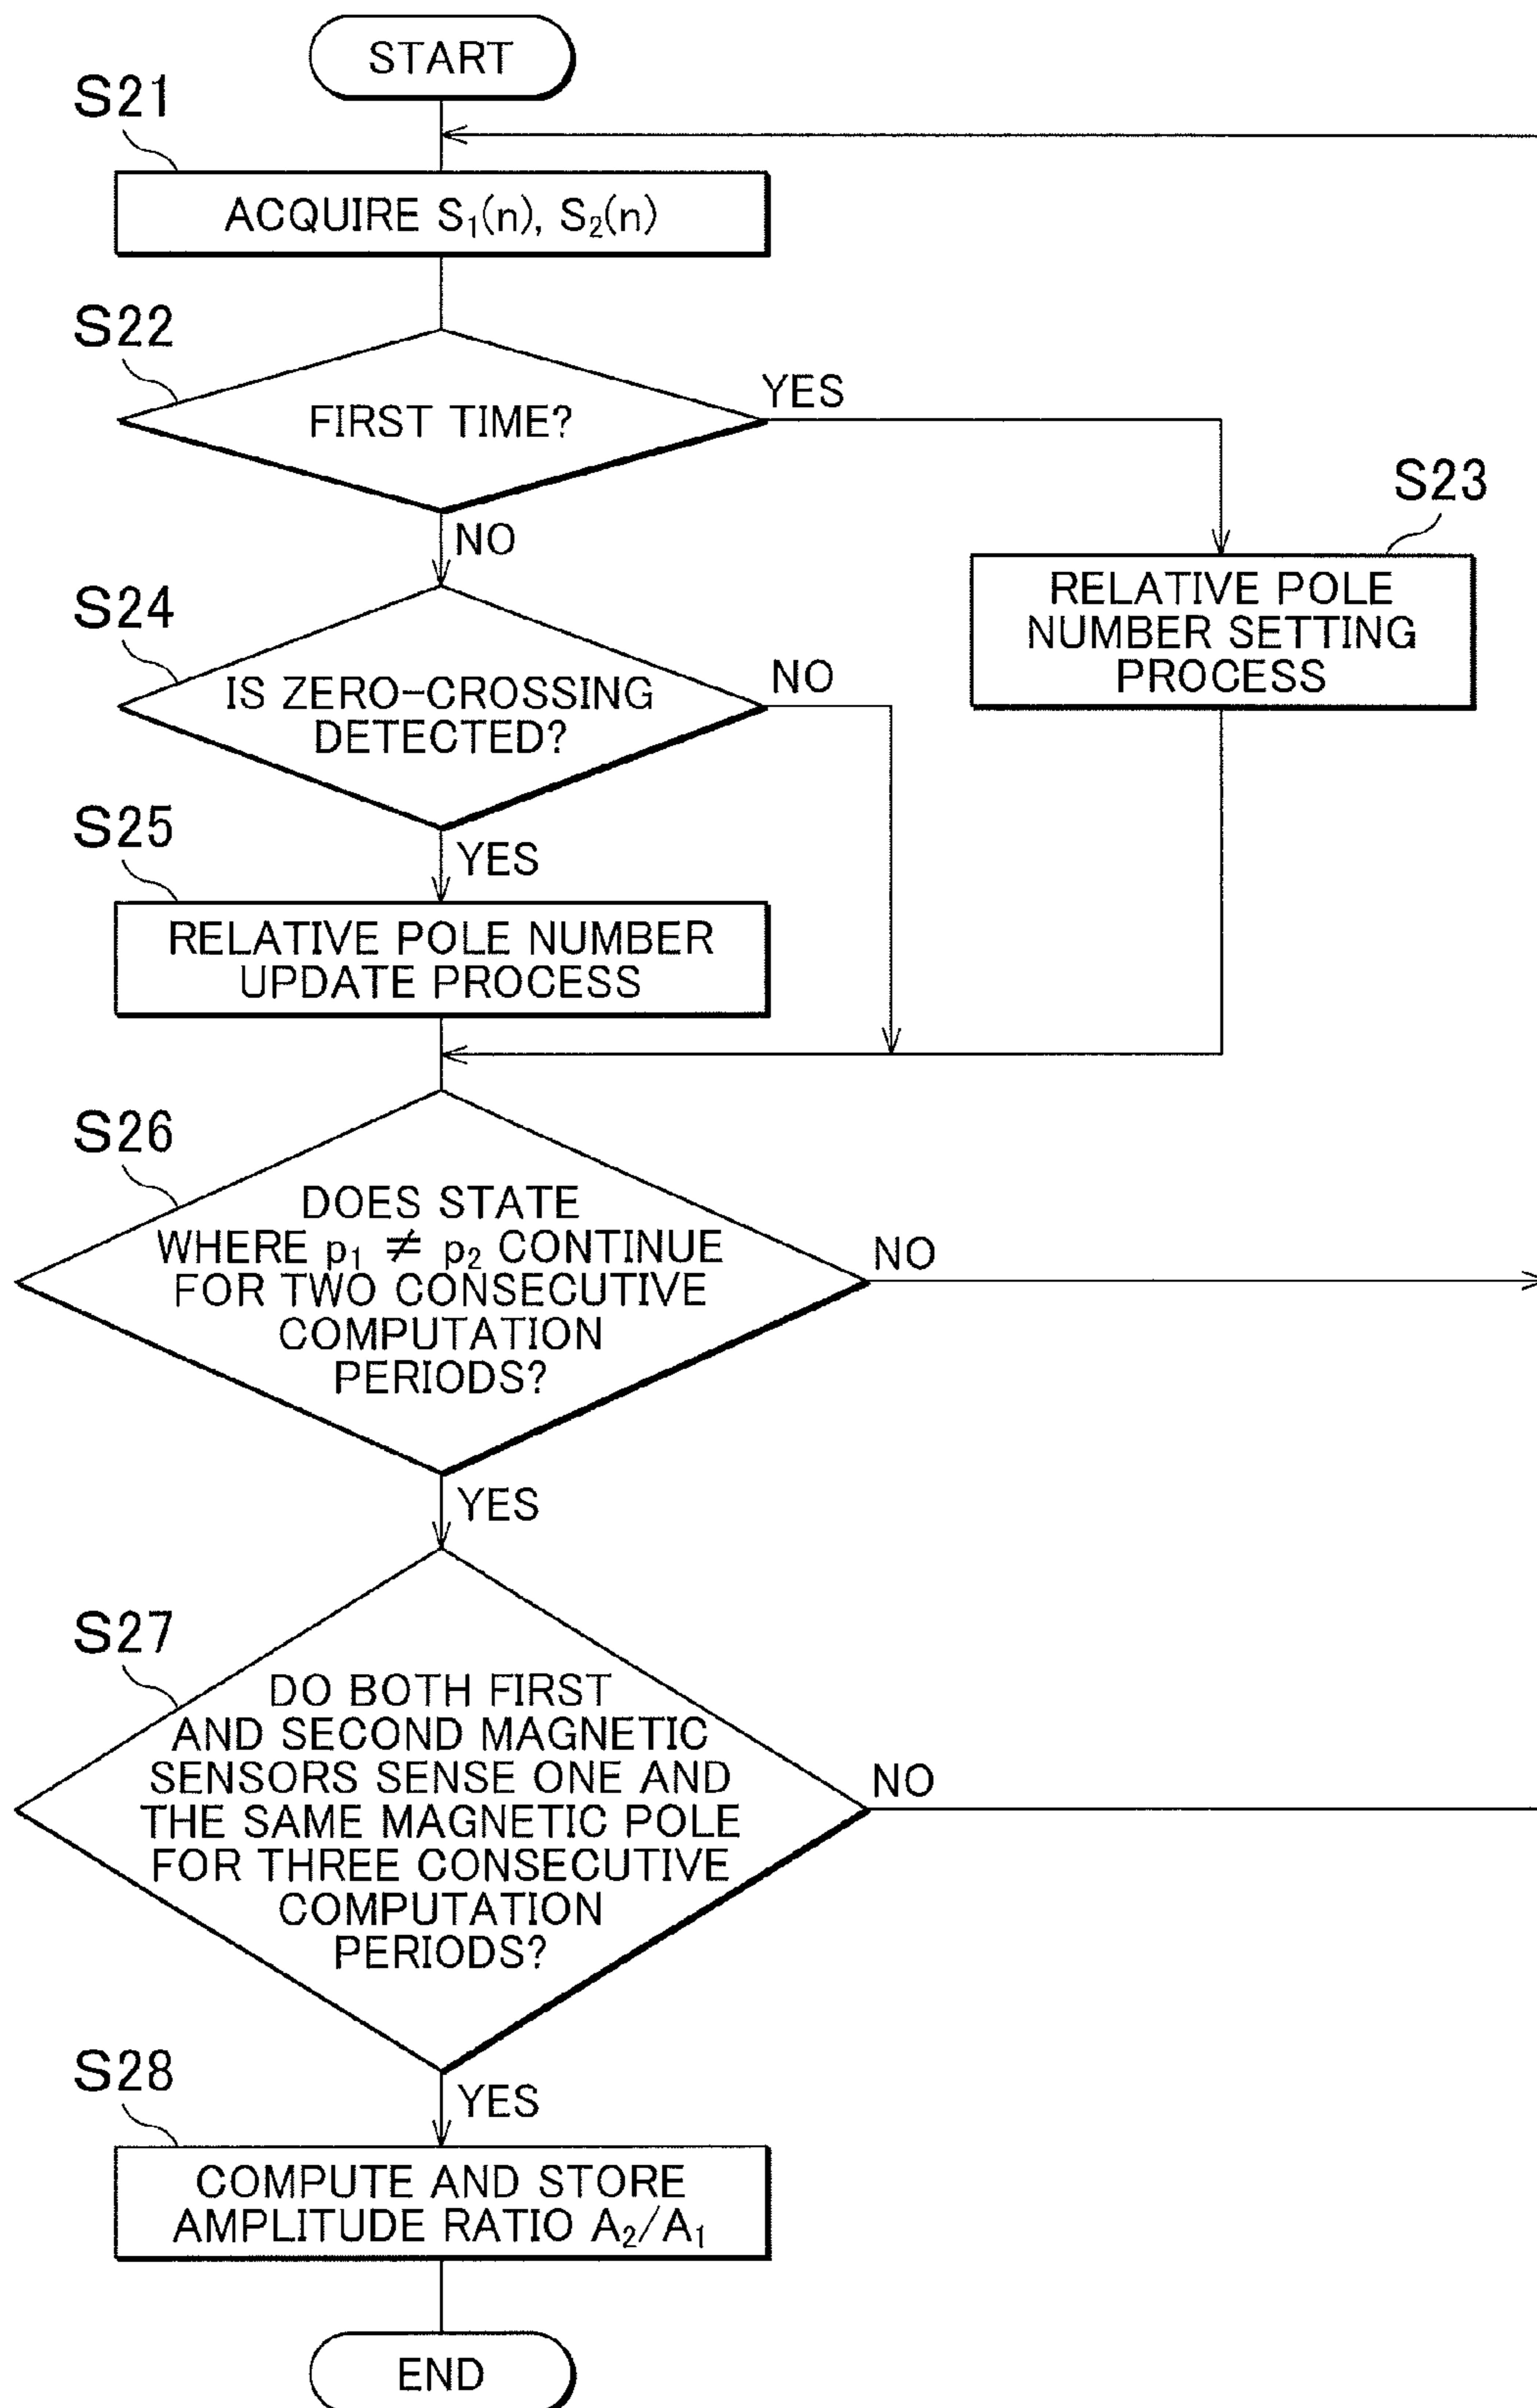 START
S21
ACQUIRE S₁(n), S₂(n)
S22
FIRST TIME?
YES
NO
S23
RELATIVE POLE
NUMBER SETTING
PROCESS
S24
IS ZERO-CROSSING
DETECTED?
NO
YES
S25
RELATIVE POLE NUMBER
UPDATE PROCESS
S26
DOES STATE
WHERE p₁ ≠ p₂ CONTINUE
FOR TWO CONSECUTIVE
COMPUTATION
PERIODS?
NO
YES
S27
DO BOTH FIRST
AND SECOND MAGNETIC
SENSORS SENSE ONE AND
THE SAME MAGNETIC POLE
FOR THREE CONSECUTIVE
COMPUTATION
PERIODS?
NO
YES
S28
COMPUTE AND STORE
AMPLITUDE RATIO A₂/A₁
END